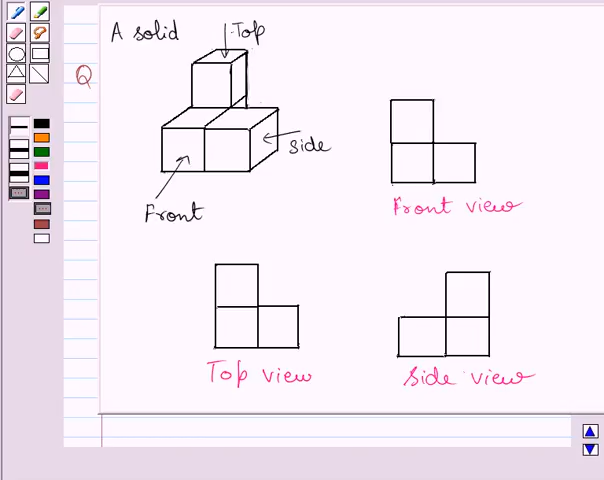 A solid
Top
Q
side
Front
Front view
Top view
Side view